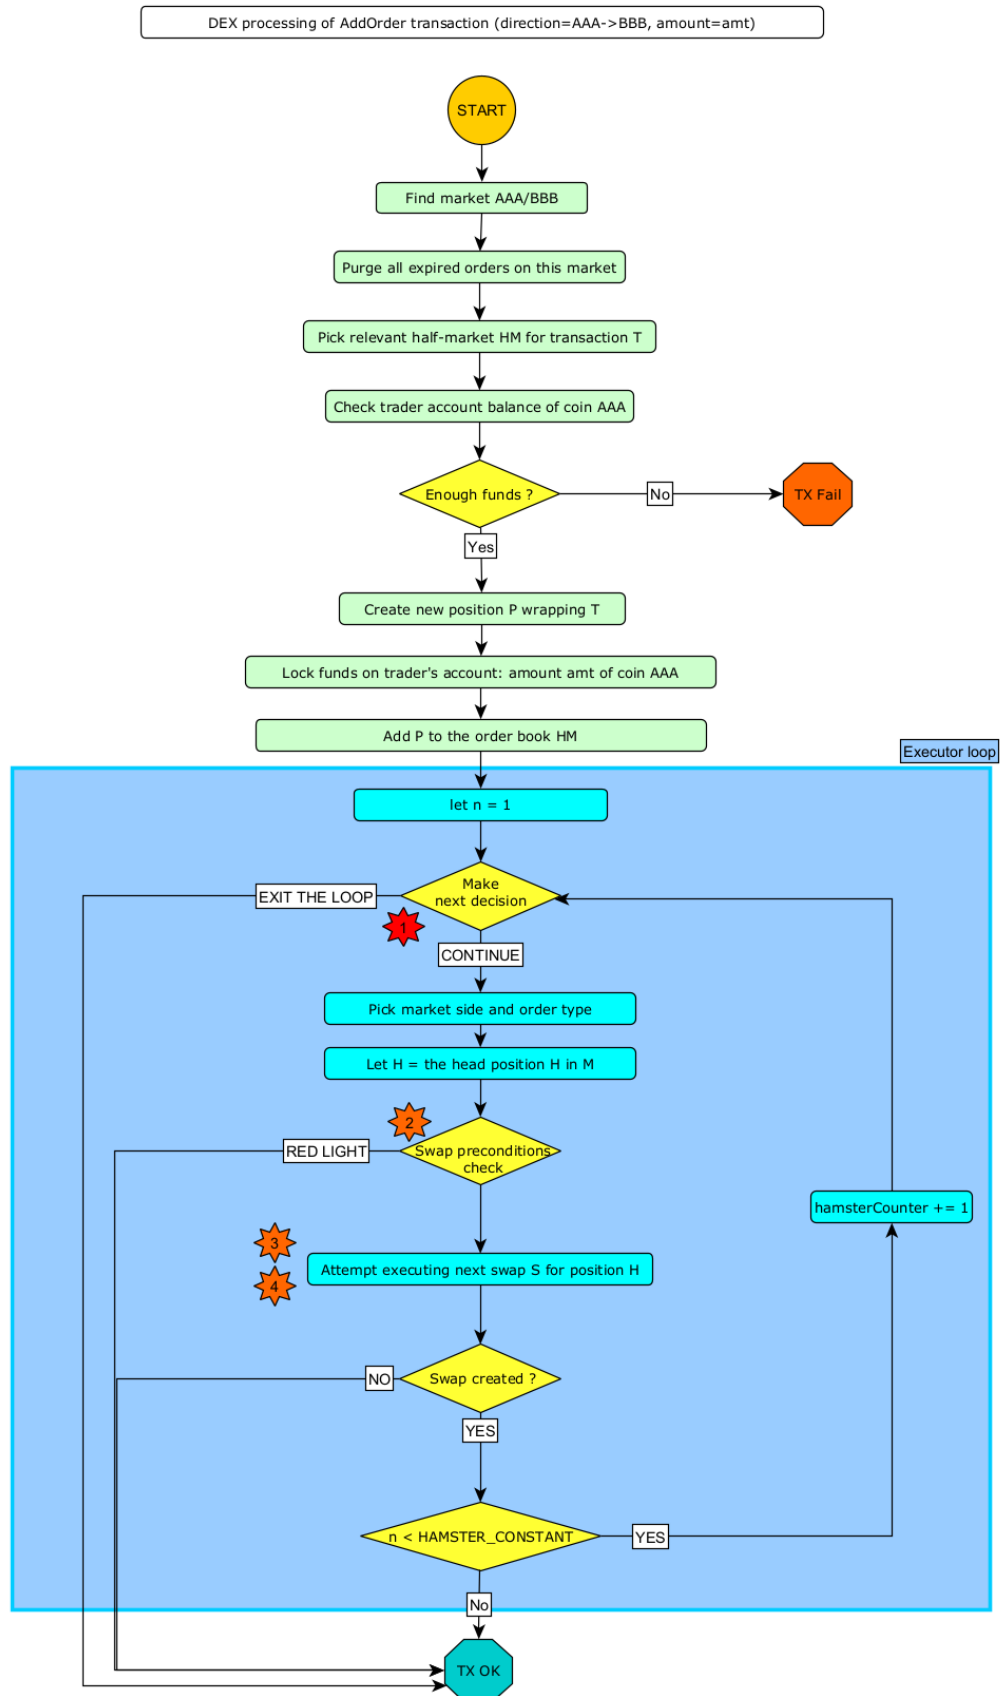 DEX processing of AddOrder transaction (direction=AAA->BBB, amount=amt)
START
Find market AAA/BBB
Purge all expired orders on this market
Pick relevant half-market HM for transaction T
Check trader account balance of coin AAA
Enough funds ?
No
TX Fail
Yes
Create new position P wrapping T
Lock funds on trader's account: amount amt of coin AAA
Add P to the order book HM
Executor loop
let n = 1
Make
next decision
EXIT THE LOOP
1
CONTINUE
Pick market side and order type
Let H = the head position H in M
2
RED LIGHT
Swap preconditions
check
hamsterCounter += 1
3
4
Attempt executing next swap S for position H
NO
Swap created ?
YES
n < HAMSTER_CONSTANT
YES
No
TX OK